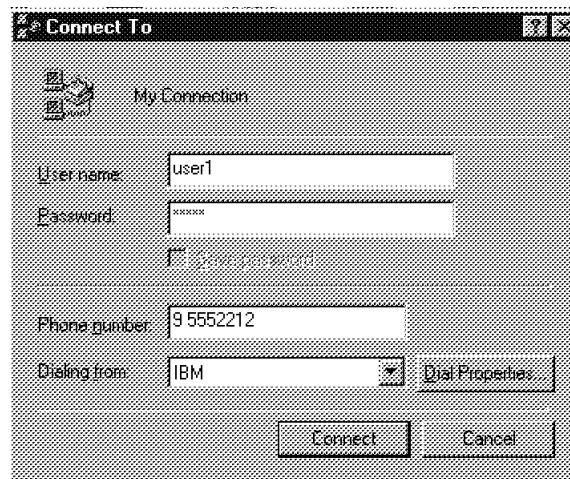 Connect To
My Connection
User name: user1
Password: *****
Save password
Phone number: 9 5552212
Dialing from: IBM Dial Properties...
Connect Cancel